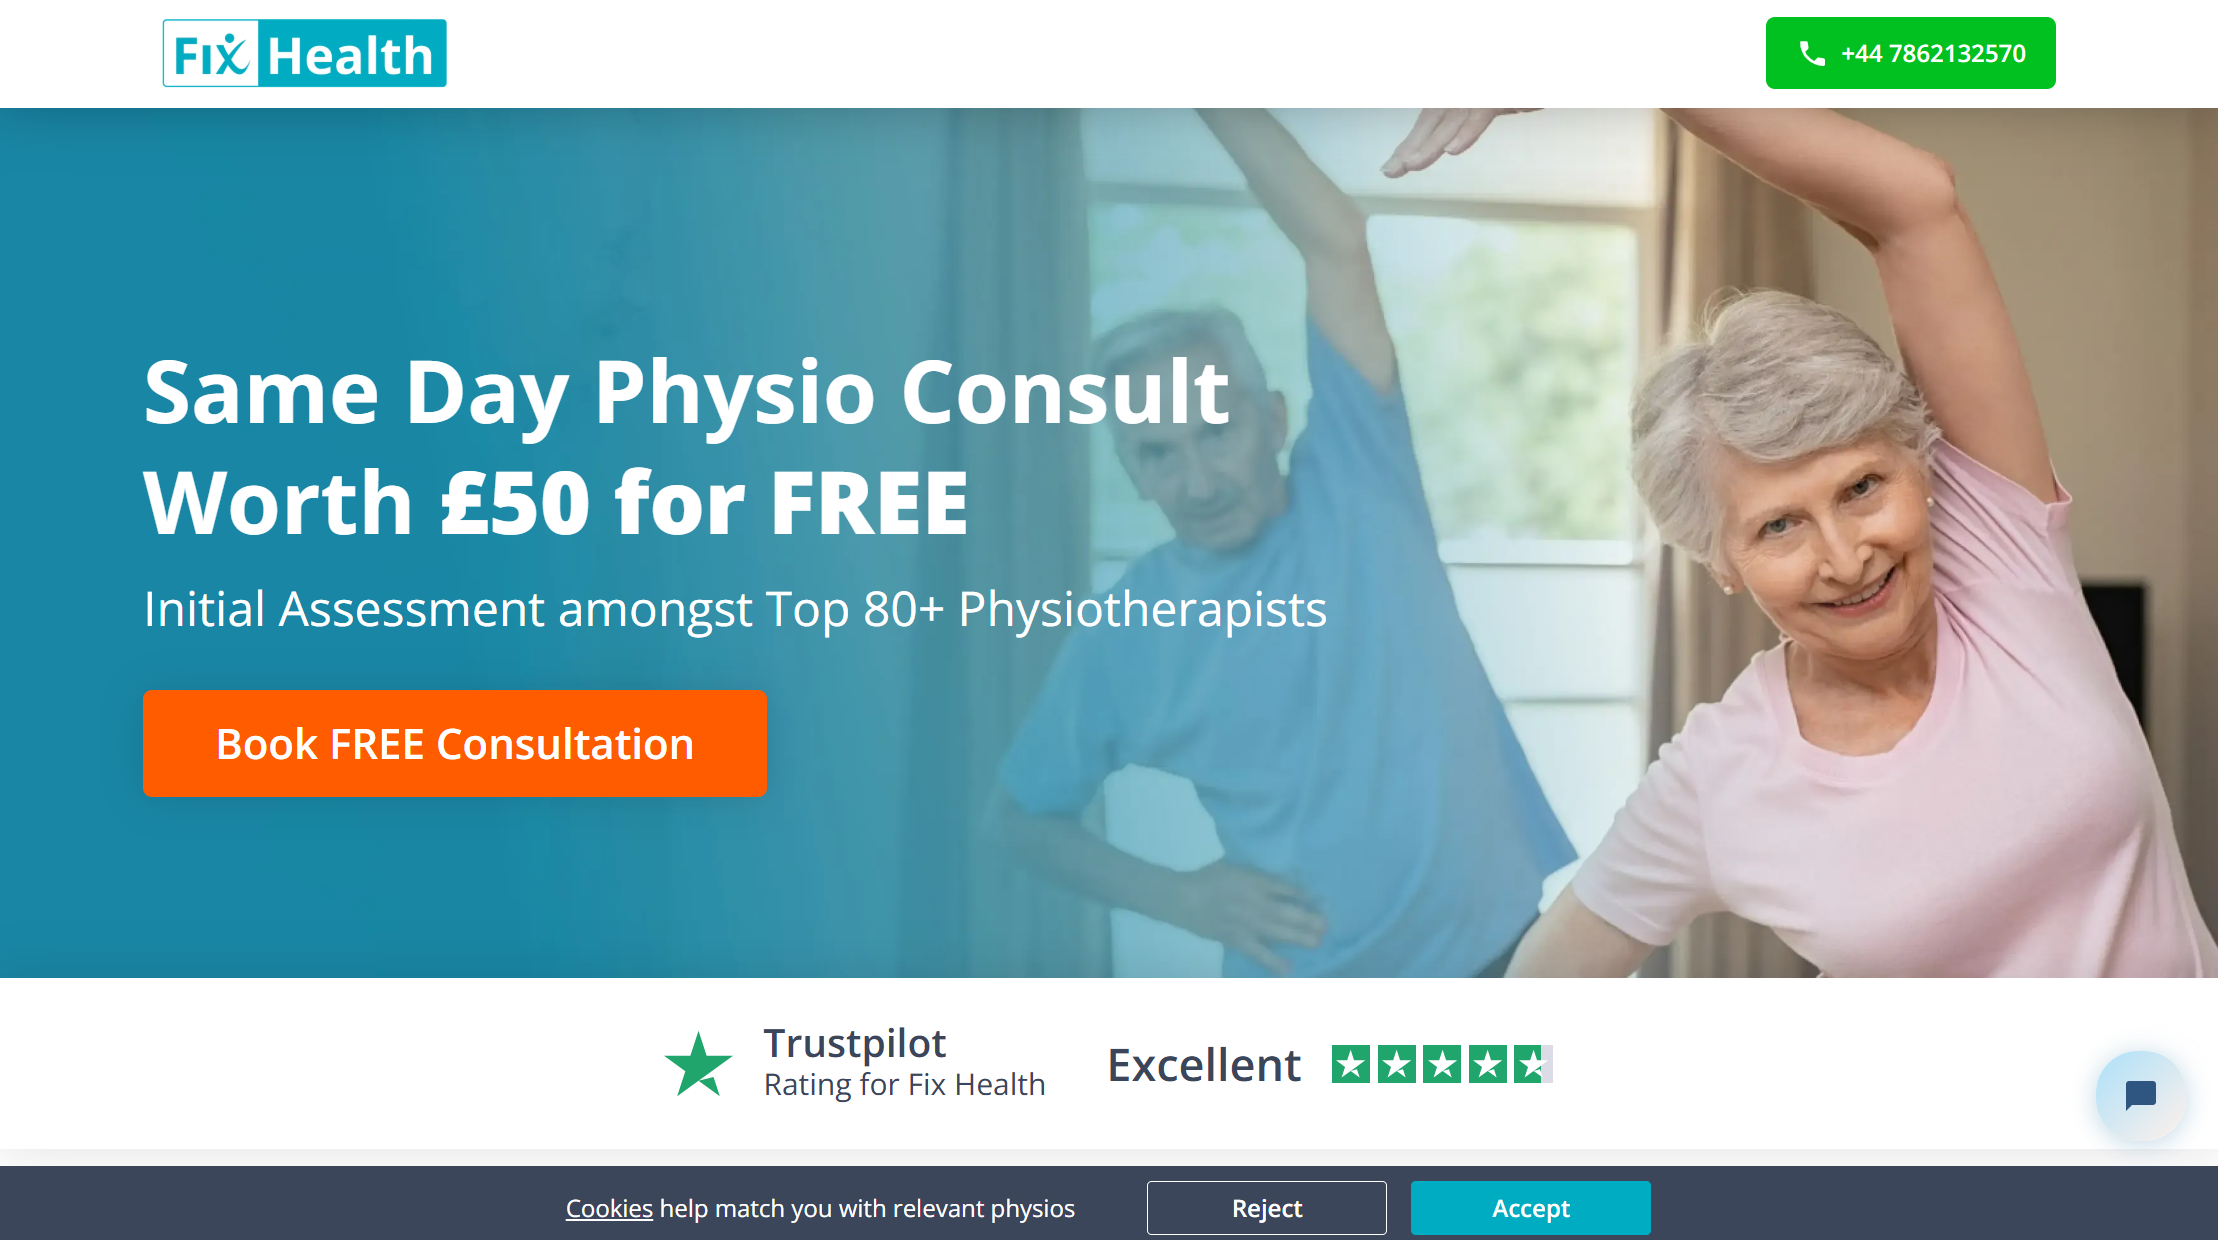 Fix Health
+44 7862132570
Same Day Physio Consult
Worth £50 for FREE
Initial Assessment amongst Top 80+ Physiotherapists
Book FREE Consultation
Trustpilot
Rating for Fix Health
Excellent
Cookies help match you with relevant physios
Reject
Accept